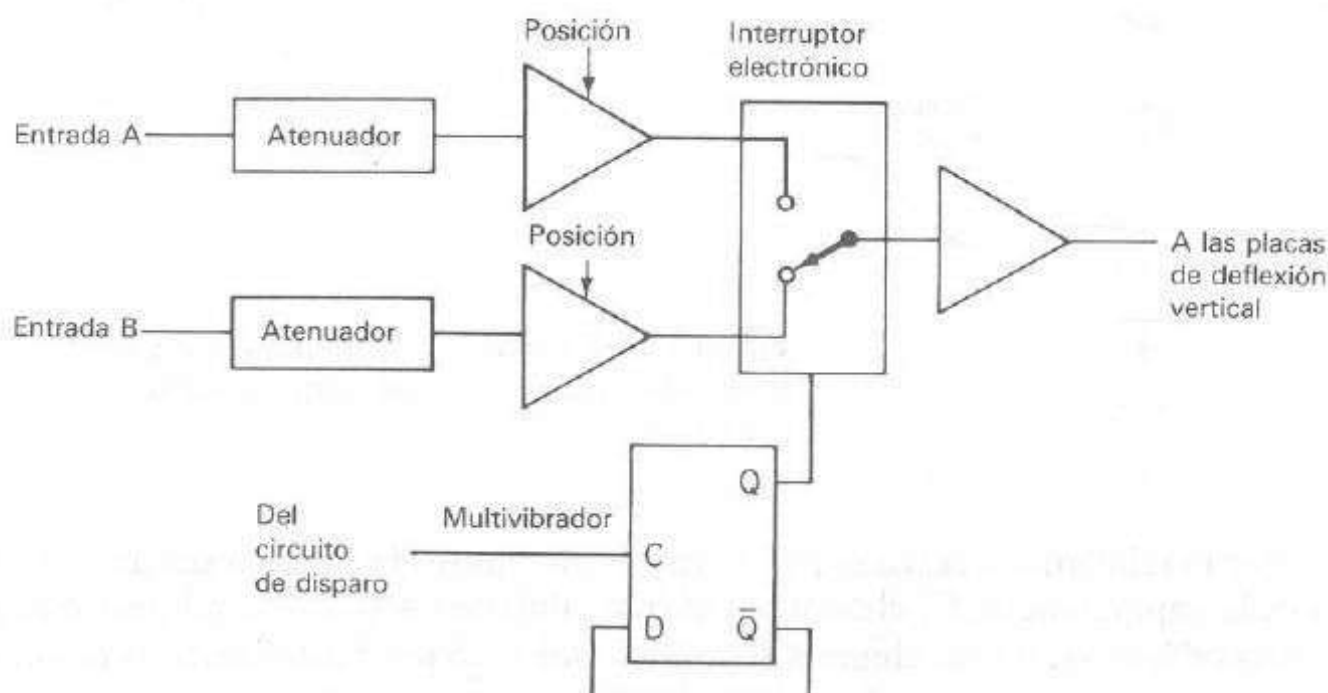 Posición
Interruptor
electrónico
Entrada A
Atenuador
Posición
A las placas
de deflexión
vertical
Entrada B
Atenuador
Q
Del
circuito
de disparo
Multivibrador
C
D
Q̅